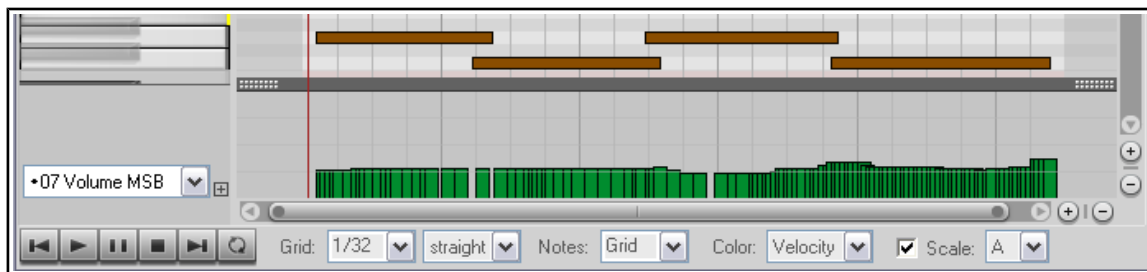 •07 Volume MSB
Grid: 1/32 straight Notes: Grid Color: Velocity Scale: A